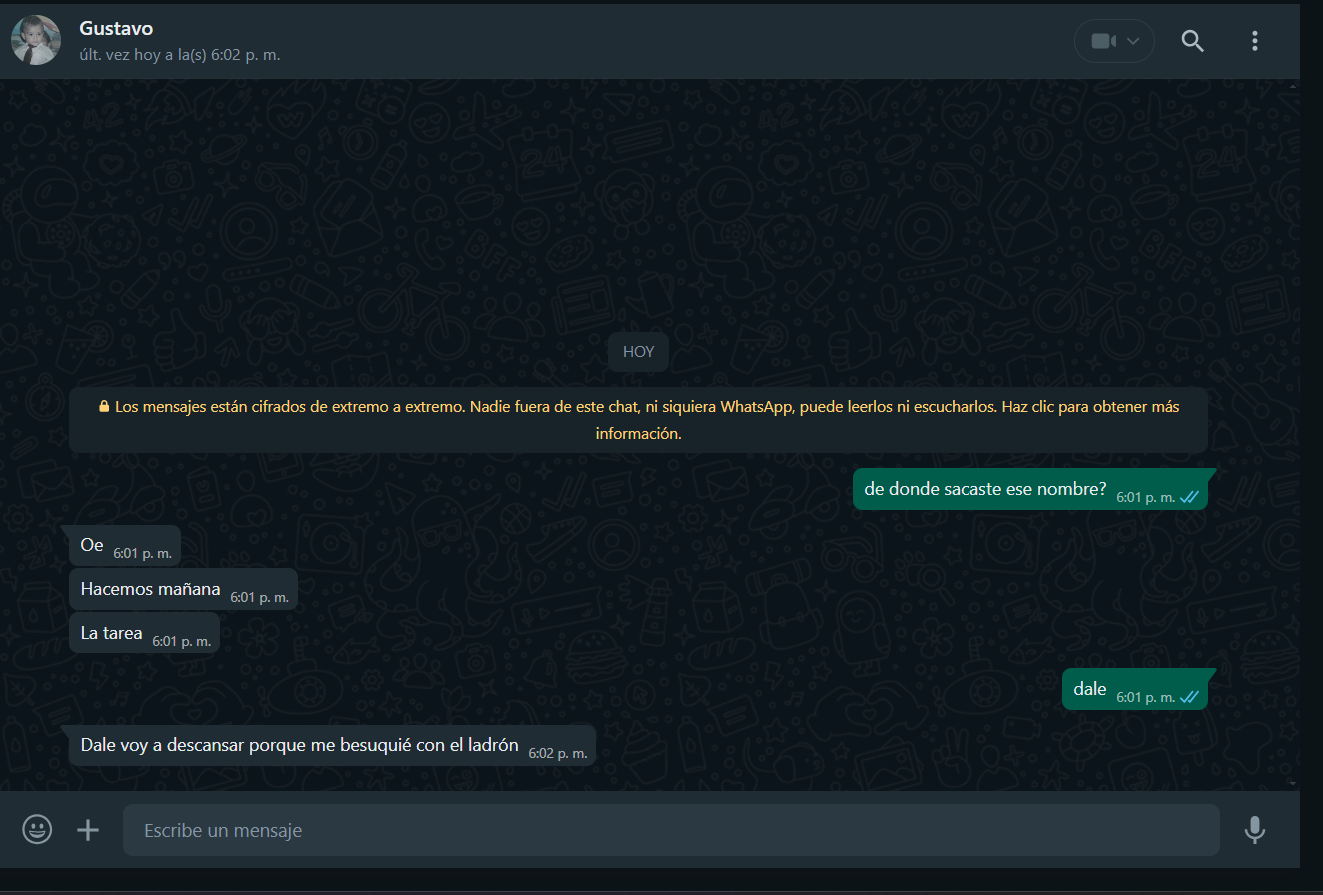 Gustavo
últ. vez hoy a la(s) 6:02 p. m.
HOY
Los mensajes están cifrados de extremo a extremo. Nadie fuera de este chat, ni siquiera WhatsApp, puede leerlos ni escucharlos. Haz clic para obtener más
información.
de donde sacaste ese nombre? 6:01 p. m.
Oe 6:01 p. m.
Hacemos mañana 6:01 p. m.
La tarea 6:01 p. m.
dale 6:01 p. m.
Dale voy a descansar porque me besuquié con el ladrón 6:02 p. m.
Escribe un mensaje